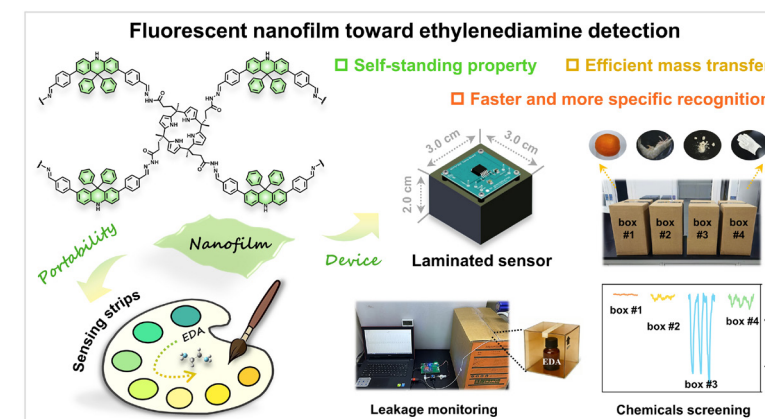 Fluorescent nanofilm toward ethylenediamine detection
Self-standing property
Efficient mass transfe
Faster and more specific recognition
3.0 cm
3.0 cm
2.0 cm
Laminated sensor
Portability
Nanofilm
Device
Sensing strips
EDA
EDA
Leakage monitoring
box
#1
box
#2
box
#3
box
#4
box #1
box #2
box #3
box #4
Chemicals screening